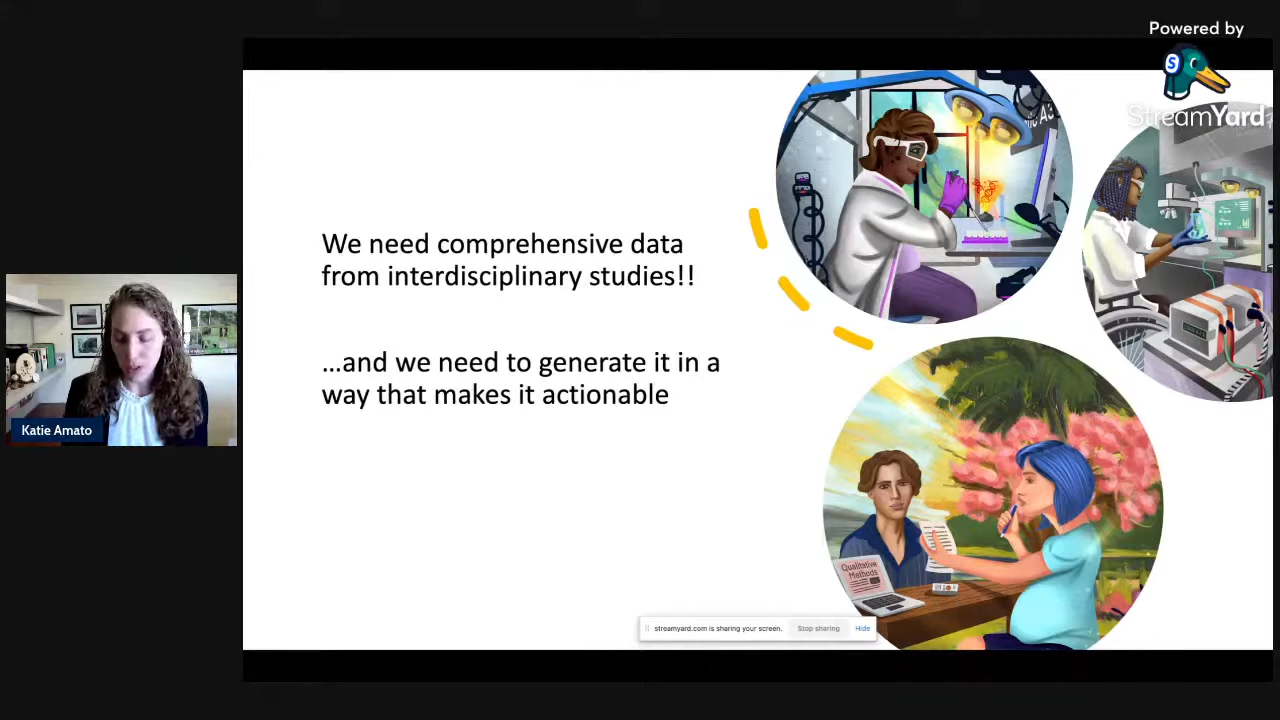 Powered by
S
StreamYard
We need comprehensive data
from interdisciplinary studies!!
...and we need to generate it in a
way that makes it actionable
Katie Amato
Qualitative
Methods
streamyard.com is sharing your screen.
Stop sharing
Hide